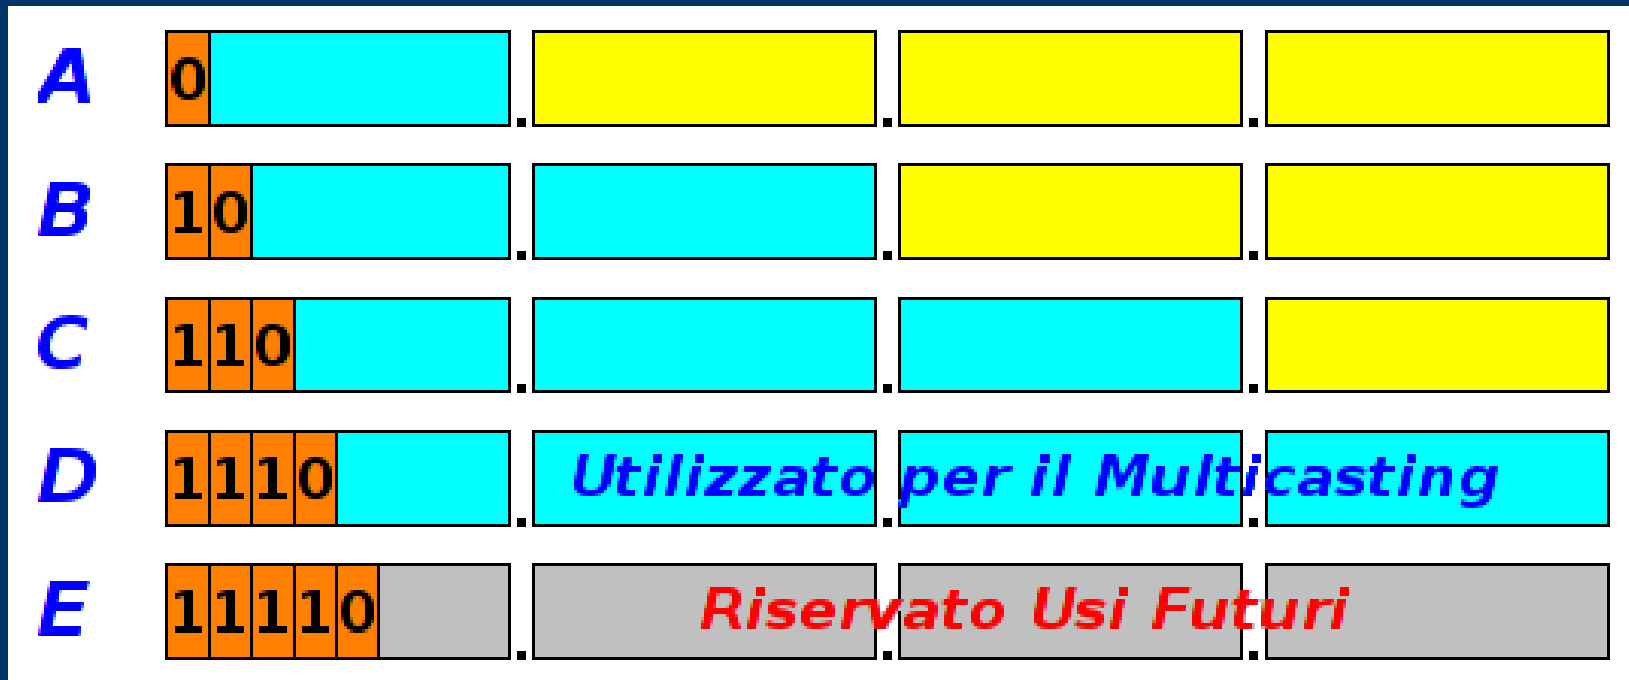 A 0 . . .
B 10 . . .
C 110 . . .
D 1110 . Utilizzato per il Multicasting
E 11110 . Riservato Usi Futuri